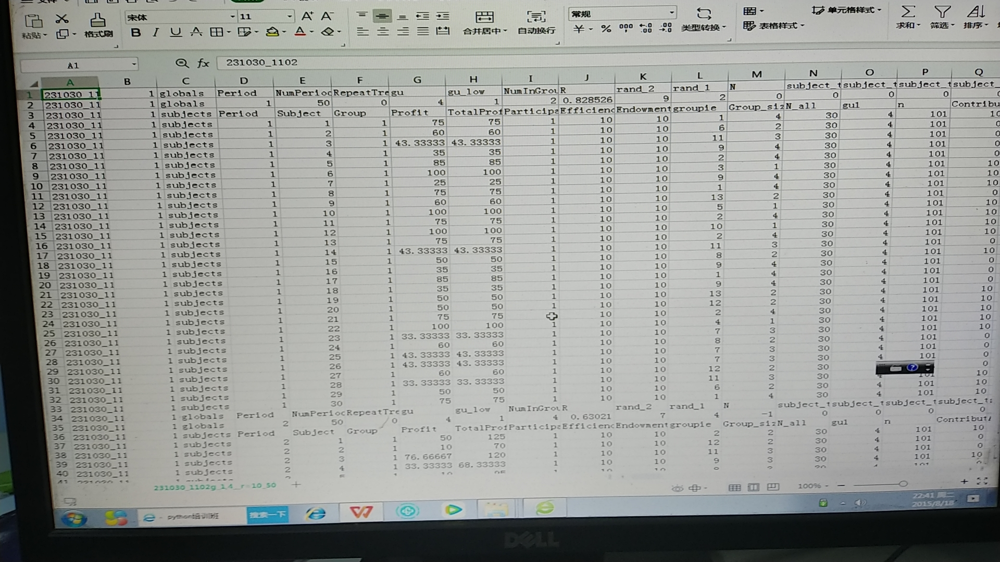 宋体 11 常规 单元格样式
粘贴 格式刷 B I U A 合并居中 自动换行 ¥ % 000 类型转换 表格样式 求和 筛选 排序
A1 fx 231030_1102
A B C D E F G H I J K L M N O P Q
1 231030_11 1 globals Period NumPerioc RepeatTre gu gu_low NumInGrou R rand_2 rand_1 N subject_t subject_t subject_t subject_
2 231030_11 1 globals 1 50 0 4 1 2 0.828526 9 2 0 0 0 0 0
3 231030_11 1 subjects Period Subject Group Profit TotalProf Participa Efficienc Endowment groupie Group_siz N_all gu1 n Contribu
4 231030_11 1 subjects 1 1 1 75 75 1 10 10 1 4 30 4 101 10
5 231030_11 1 subjects 1 2 1 60 60 1 10 10 6 2 30 4 101 0
6 231030_11 1 subjects 1 3 1 43.33333 43.33333 1 10 10 11 3 30 4 101 0
7 231030_11 1 subjects 1 4 1 35 35 1 10 10 9 4 30 4 101 0
8 231030_11 1 subjects 1 5 1 85 85 1 10 10 2 4 30 4 101 0
9 231030_11 1 subjects 1 6 1 100 100 1 10 10 3 1 30 4 101 10
10 231030_11 1 subjects 1 7 1 25 25 1 10 10 9 4 30 4 101 10
11 231030_11 1 subjects 1 8 1 75 75 1 10 10 1 4 30 4 101 10
12 231030_11 1 subjects 1 9 1 60 60 1 10 10 13 2 30 4 101 0
13 231030_11 1 subjects 1 10 1 100 100 1 10 10 5 1 30 4 101 10
14 231030_11 1 subjects 1 11 1 75 75 1 10 10 2 4 30 4 101 10
15 231030_11 1 subjects 1 12 1 100 100 1 10 10 10 1 30 4 101 10
16 231030_11 1 subjects 1 13 1 75 75 1 10 10 2 4 30 4 101 10
17 231030_11 1 subjects 1 14 1 43.33333 43.33333 1 10 10 11 3 30 4 101 0
18 231030_11 1 subjects 1 15 1 50 50 1 10 10 8 2 30 4 101 10
19 231030_11 1 subjects 1 16 1 35 35 1 10 10 9 4 30 4 101 0
20 231030_11 1 subjects 1 17 1 85 85 1 10 10 1 4 30 4 101 0
21 231030_11 1 subjects 1 18 1 35 35 1 10 10 9 4 30 4 101 0
22 231030_11 1 subjects 1 19 1 50 50 1 10 10 13 2 30 4 101 10
23 231030_11 1 subjects 1 20 1 50 50 1 10 10 12 2 30 4 101 10
24 231030_11 1 subjects 1 21 1 75 75 10 10 2 4 30 4 101 10
25 231030_11 1 subjects 1 22 1 100 100 1 10 10 4 1 30 4 101 10
26 231030_11 1 subjects 1 23 1 33.33333 33.33333 1 10 10 7 3 30 4 101 10
27 231030_11 1 subjects 1 24 1 60 60 1 10 10 8 2 30 4 101 0
28 231030_11 1 subjects 1 25 1 43.33333 43.33333 1 10 10 7 3 30 4 101 0
29 231030_11 1 subjects 1 26 1 43.33333 43.33333 1 10 10 7 3 30 4 101 0
30 231030_11 1 subjects 1 27 1 60 60 1 10 10 12 2 30 0
31 231030_11 1 subjects 1 28 1 33.33333 33.33333 1 10 10 11 3 30 4 101 10
32 231030_11 1 subjects 1 29 1 50 50 1 10 10 6 2 30 4 101 10
33 231030_11 1 subjects 1 30 1 75 75 1 10 10 1 4 30 4 101 10
34 231030_11 1 globals Period NumPerioc RepeatTre gu gu_low NumInGrou R rand_2 rand_1 N subject_t subject_t subject_t subject_t
35 231030_11 1 globals 2 50 0 4 1 4 0.63021 7 4 -1 0 0 0 0
36 231030_11 1 subjects Period Subject Group Profit TotalProf Participa Efficienc Endowment groupie Group_siz N_all gu1 n Contribut
37 231030_11 1 subjects 2 1 1 50 125 1 10 10 2 2 30 4 101 10
38 231030_11 1 subjects 2 2 1 10 70 1 10 10 12 2 30 4 101 0
39 231030_11 1 subjects 2 3 1 76.66667 120 1 10 10 11 3 30 4 101 0
40 231030_11 1 subjects 2 4 1 33.33333 68.33333 1 10 10 9 3 30 4 101 10
231030_1102g_1,4__r=10_50
100%
python培训班 搜索一下
22:41 周二
2015/8/18
DELL